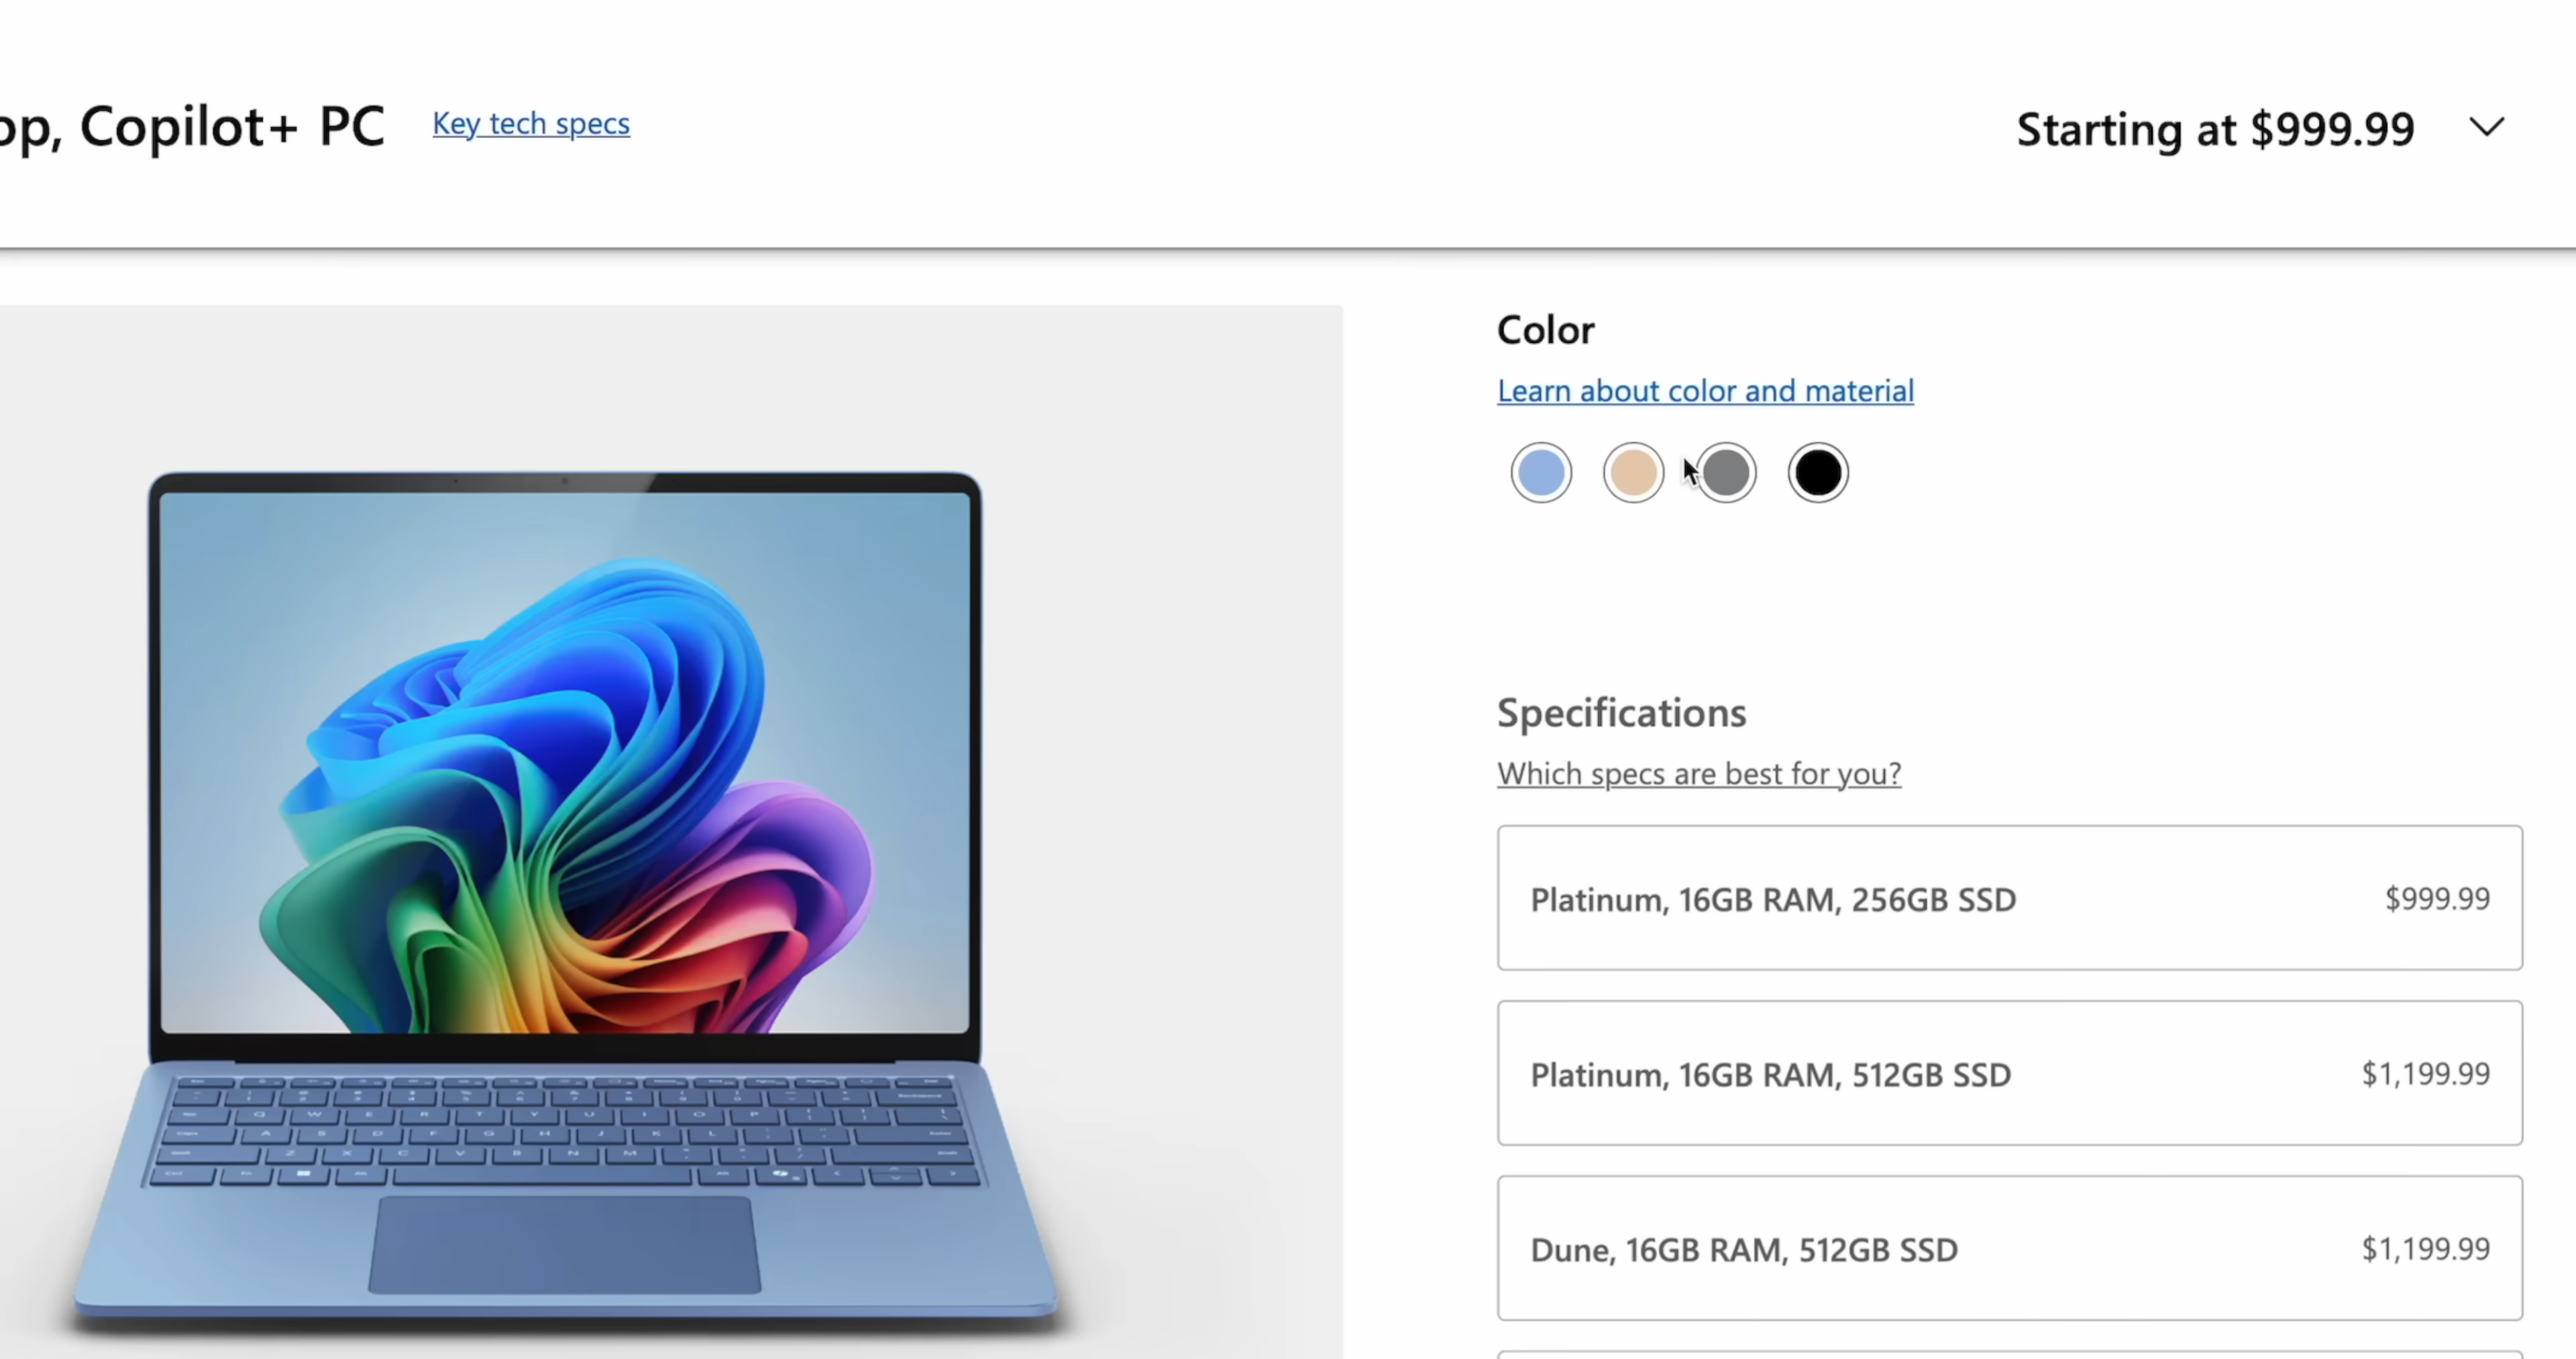 op, Copilot+ PC Key tech specs Starting at $999.99
Color
Learn about color and material
Specifications
Which specs are best for you?
Platinum, 16GB RAM, 256GB SSD $999.99
Platinum, 16GB RAM, 512GB SSD $1,199.99
Dune, 16GB RAM, 512GB SSD $1,199.99
Q W E R T Y U I O P
A S D F G H J K L
Z X C V B N M